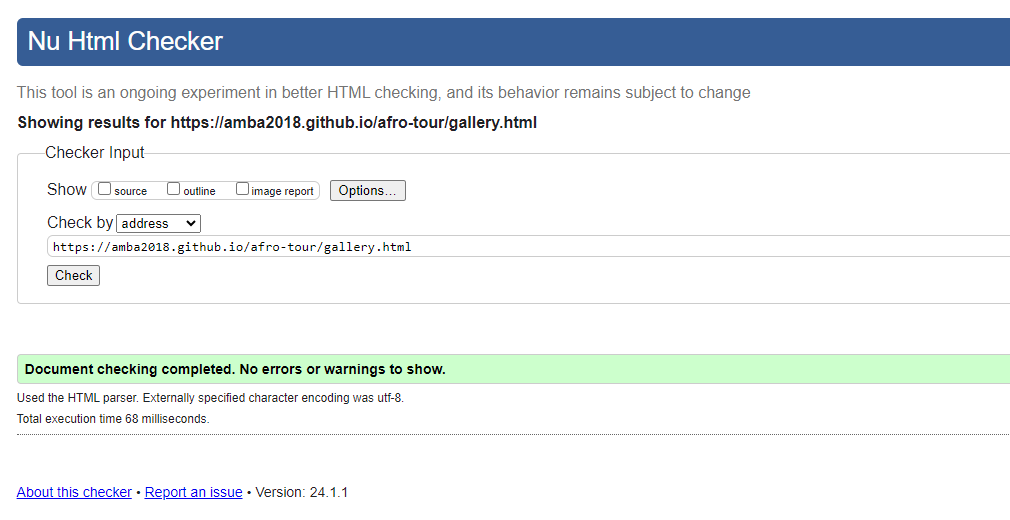 Nu Html Checker
This tool is an ongoing experiment in better HTML checking, and its behavior remains subject to change
Showing results for https://amba2018.github.io/afro-tour/gallery.html
Checker Input
Show source outline image report Options...
Check by address
https://amba2018.github.io/afro-tour/gallery.html
Check
Document checking completed. No errors or warnings to show.
Used the HTML parser. Externally specified character encoding was utf-8.
Total execution time 68 milliseconds.
About this checker • Report an issue • Version: 24.1.1